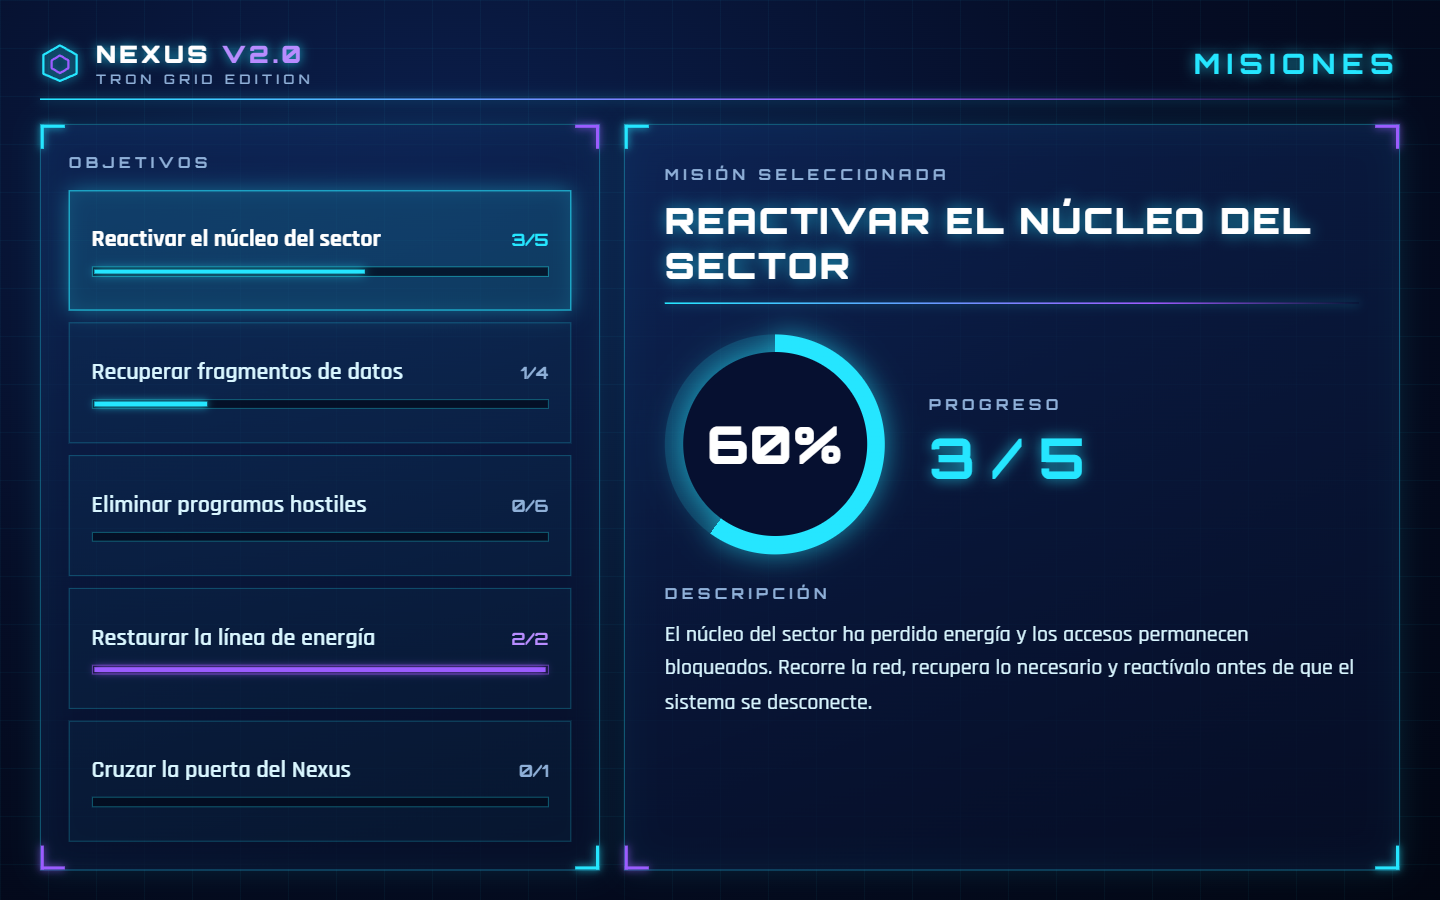 NEXUS V2.0
TRON GRID EDITION
MISIONES
OBJETIVOS
Reactivar el núcleo del sector 3/5
Recuperar fragmentos de datos 1/4
Eliminar programas hostiles 0/6
Restaurar la línea de energía 2/2
Cruzar la puerta del Nexus 0/1
MISIÓN SELECCIONADA
REACTIVAR EL NÚCLEO DEL
SECTOR
60%
PROGRESO
3/5
DESCRIPCIÓN
El núcleo del sector ha perdido energía y los accesos permanecen
bloqueados. Recorre la red, recupera lo necesario y reactívalo antes de que el
sistema se desconecte.